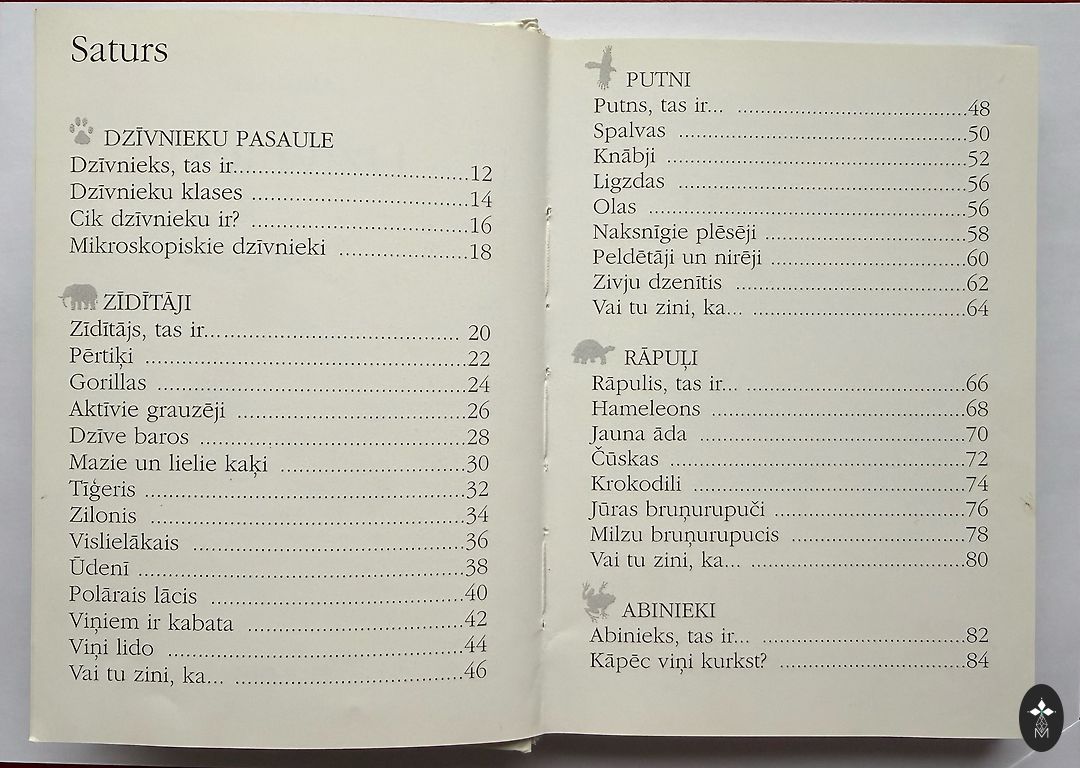 Saturs
DZĪVNIEKU PASAULE
Dzīvnieks, tas ir..............................12
Dzīvnieku klases ..............................14
Cik dzīvnieku ir? ..............................16
Mikroskopiskie dzīvnieki ....................18
ZĪDĪTĀJI
Zīdītājs, tas ir................................... 20
Pērtiķi ..............................................22
Gorillas ............................................24
Aktīvie grauzēji ................................26
Dzīve baros .....................................28
Mazie un lielie kaķi ..........................30
Tīģeris ..............................................32
Zilonis .............................................34
Vislielākais ......................................36
Ūdenī ..............................................38
Polārais lācis ...................................40
Viņiem ir kabata ..............................42
Viņi lido ..........................................44
Vai tu zini, ka... ................................46
PUTNI
Putns, tas ir... ..................................48
Spalvas ............................................50
Knābji .............................................52
Ligzdas ............................................56
Olas ................................................56
Naksnīgie plēsēji ..............................58
Peldētāji un nirēji .............................60
Zivju dzenītis ...................................62
Vai tu zini, ka... ................................64
RĀPUĻI
Rāpulis, tas ir... ................................66
Hameleons ......................................68
Jauna āda ........................................70
Čūskas .............................................72
Krokodili .........................................74
Jūras bruņurupuči ............................76
Milzu bruņurupucis ..........................78
Vai tu zini, ka... ................................80
ABINIEKI
Abinieks, tas ir... ..............................82
Kāpēc viņi kurkst? ............................84
M